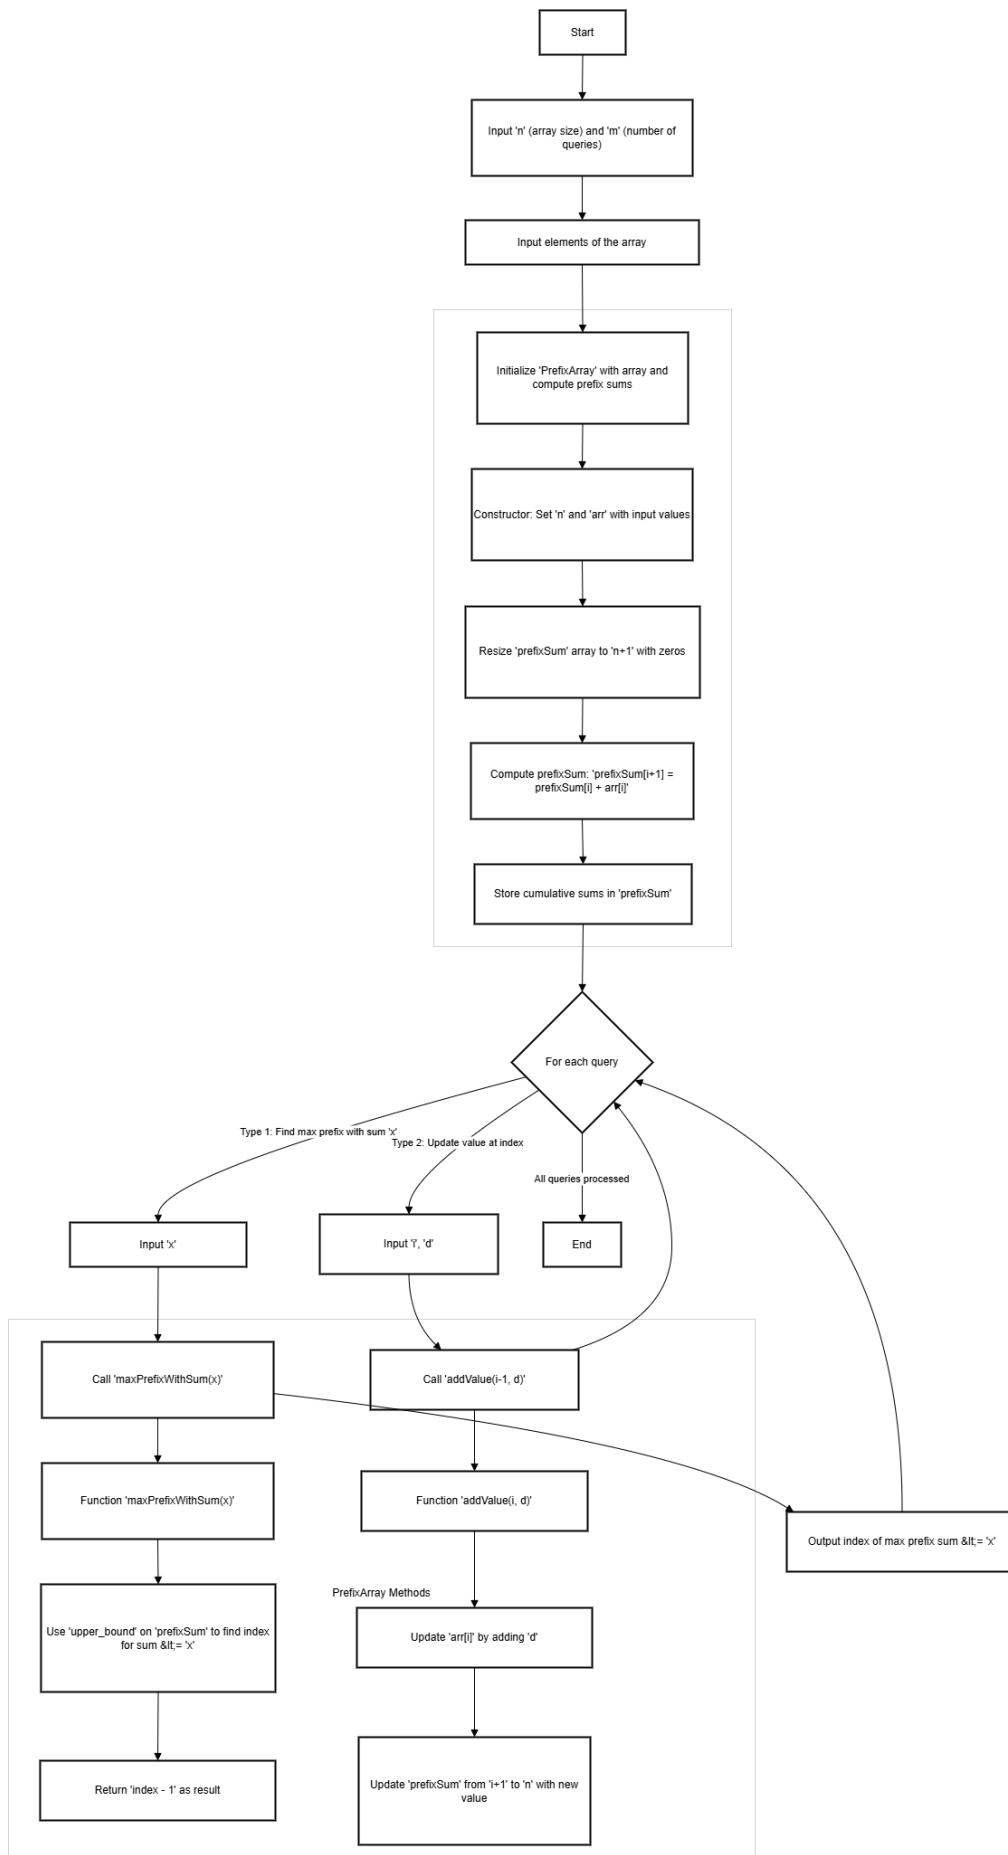 Start
Input 'n' (array size) and 'm' (number of
queries)
Input elements of the array
Initialize 'PrefixArray' with array and
compute prefix sums
Constructor: Set 'n' and 'arr' with input values
Resize 'prefixSum' array to 'n+1' with zeros
Compute prefixSum: 'prefixSum[i+1] =
prefixSum[i] + arr[i]'
Store cumulative sums in 'prefixSum'
For each query
Type 1: Find max prefix with sum 'x'
Type 2: Update value at index
All queries processed
Input 'x'
Input 'i', 'd'
End
Call 'maxPrefixWithSum(x)'
Call 'addValue(i-1, d)'
Function 'maxPrefixWithSum(x)'
Function 'addValue(i, d)'
Output index of max prefix sum &lt;= 'x'
PrefixArray Methods
Use 'upper_bound' on 'prefixSum' to find index
for sum &lt;= 'x'
Update 'arr[i]' by adding 'd'
Return 'index - 1' as result
Update 'prefixSum' from 'i+1' to 'n' with new
value